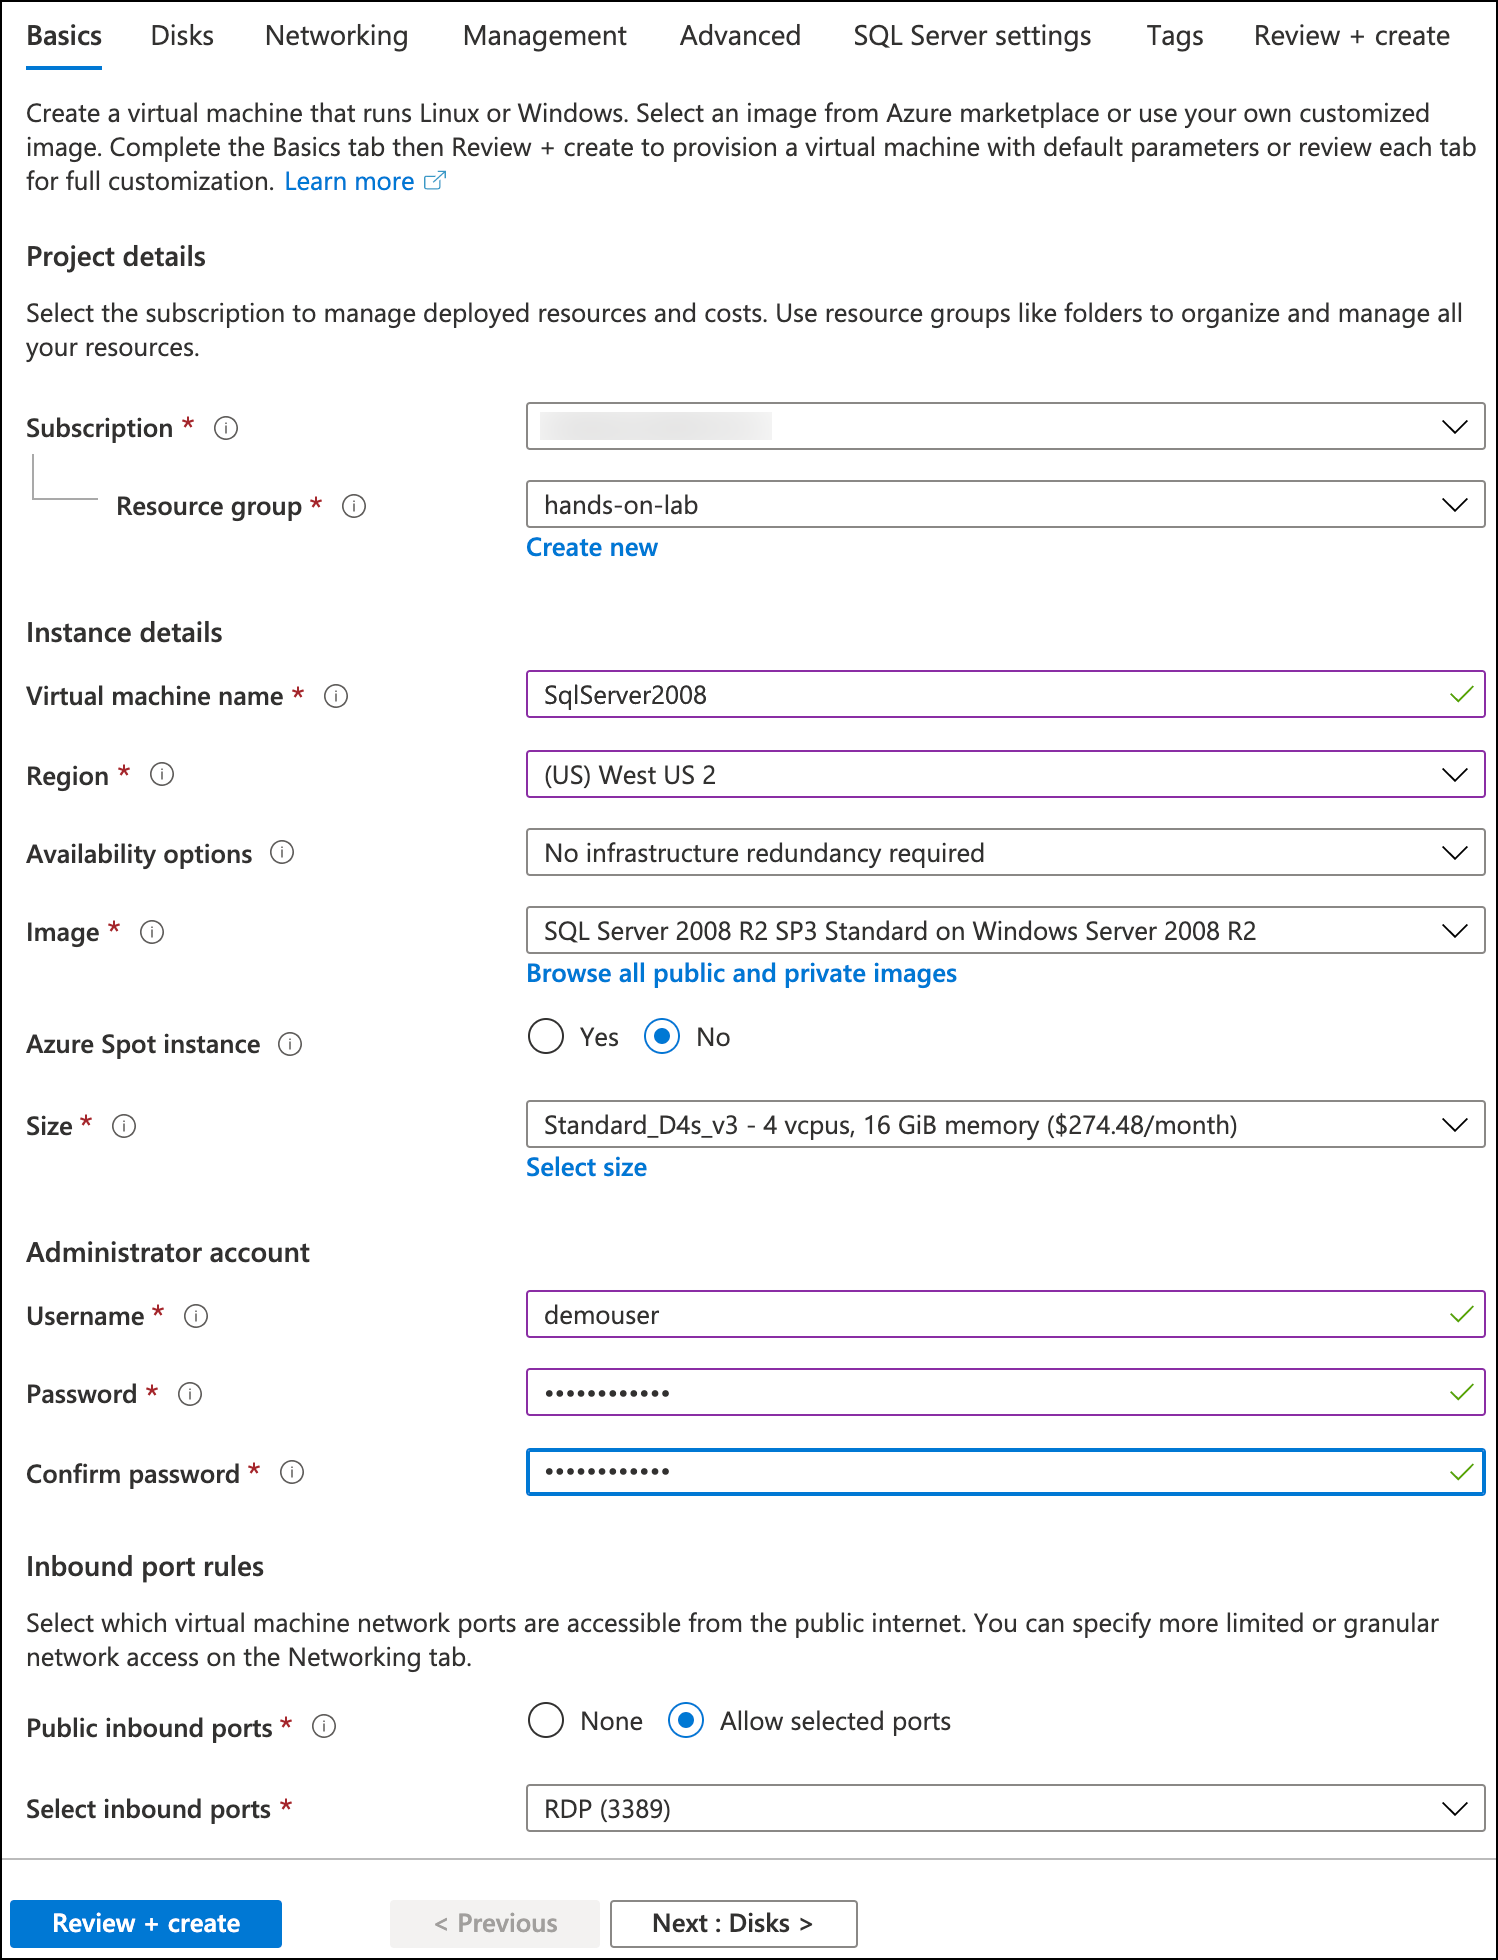 Basics Disks Networking Management Advanced SQL Server settings Tags Review + create
Create a virtual machine that runs Linux or Windows. Select an image from Azure marketplace or use your own customized
image. Complete the Basics tab then Review + create to provision a virtual machine with default parameters or review each tab
for full customization. Learn more
Project details
Select the subscription to manage deployed resources and costs. Use resource groups like folders to organize and manage all
your resources.
Subscription *
Resource group * hands-on-lab
Create new
Instance details
Virtual machine name * SqlServer2008
Region * (US) West US 2
Availability options No infrastructure redundancy required
Image * SQL Server 2008 R2 SP3 Standard on Windows Server 2008 R2
Browse all public and private images
Azure Spot instance Yes No
Size * Standard_D4s_v3 - 4 vcpus, 16 GiB memory ($274.48/month)
Select size
Administrator account
Username * demouser
Password * ••••••••••••
Confirm password * ••••••••••••
Inbound port rules
Select which virtual machine network ports are accessible from the public internet. You can specify more limited or granular
network access on the Networking tab.
Public inbound ports * None Allow selected ports
Select inbound ports * RDP (3389)
Review + create < Previous Next : Disks >